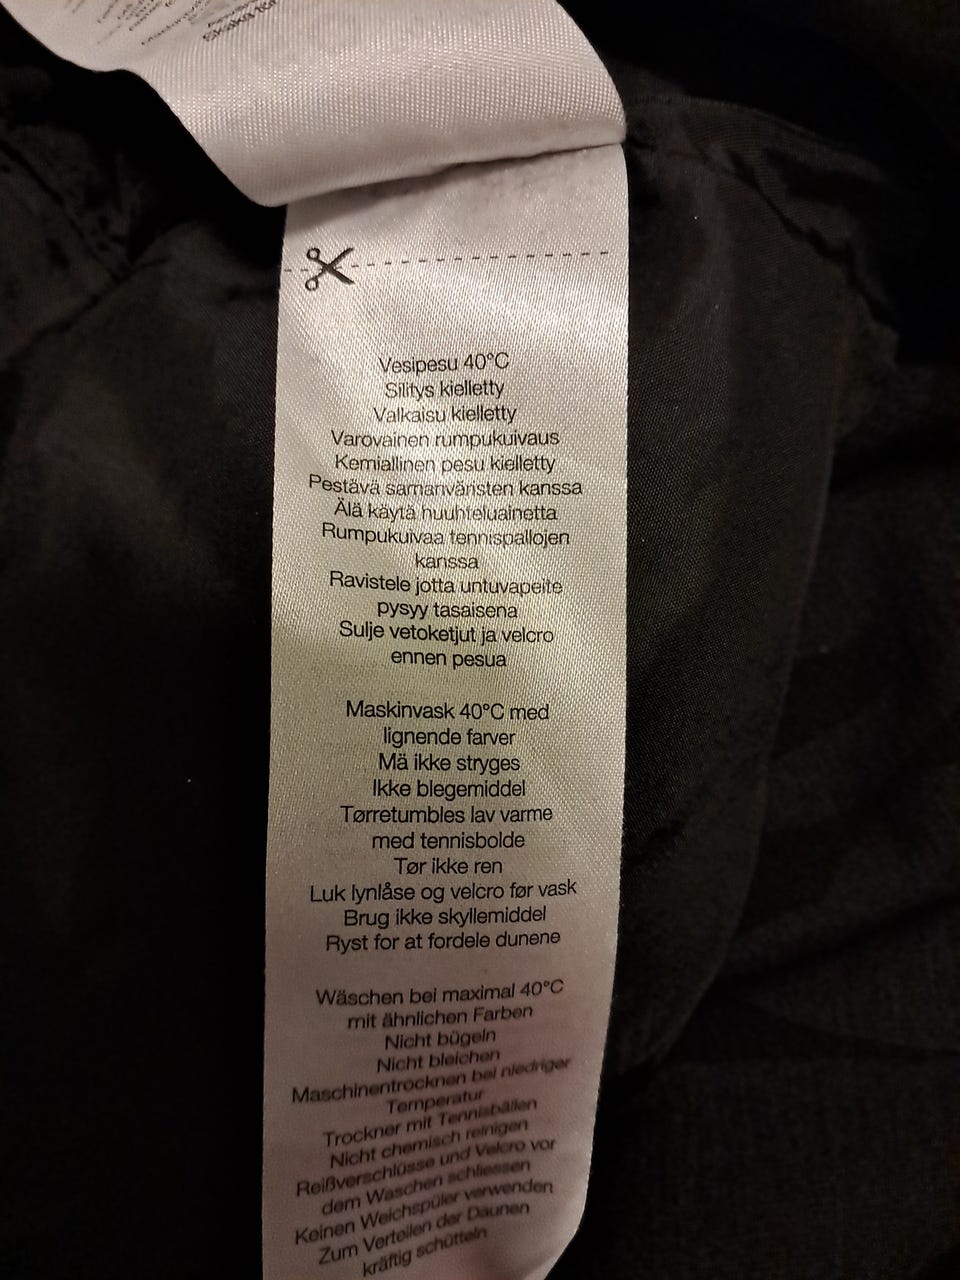 Skaka för
Vesipesu 40°C
Silitys kielletty
Valkaisu kielletty
Varovainen rumpukuivaus
Kemiallinen pesu kielletty
Pestävä samanväristen kanssa
Älä käytä huuhteluainetta
Rumpukuivaa tennispallojen
kanssa
Ravistele jotta untuvapeite
pysyy tasaisena
Sulje vetoketjut ja velcro
ennen pesua
Maskinvask 40°C med
lignende farver
Mä ikke stryges
Ikke blegemiddel
Tørretumbles lav varme
med tennisbolde
Tør ikke ren
Luk lynlåse og velcro før vask
Brug ikke skyllemiddel
Ryst for at fordele dunene
Wäschen bei maximal 40°C
mit ähnlichen Farben
Nicht bügeln
Nicht bleichen
Maschinentrocknen bei niedriger
Temperatur
Trockner mit Tennisbällen
Nicht chemisch reinigen
Reißverschlüsse und Velcro vor
dem Waschen schliessen
Keinen Weichspüler verwenden
Zum Verteilen der Daunen
kräftig schütteln